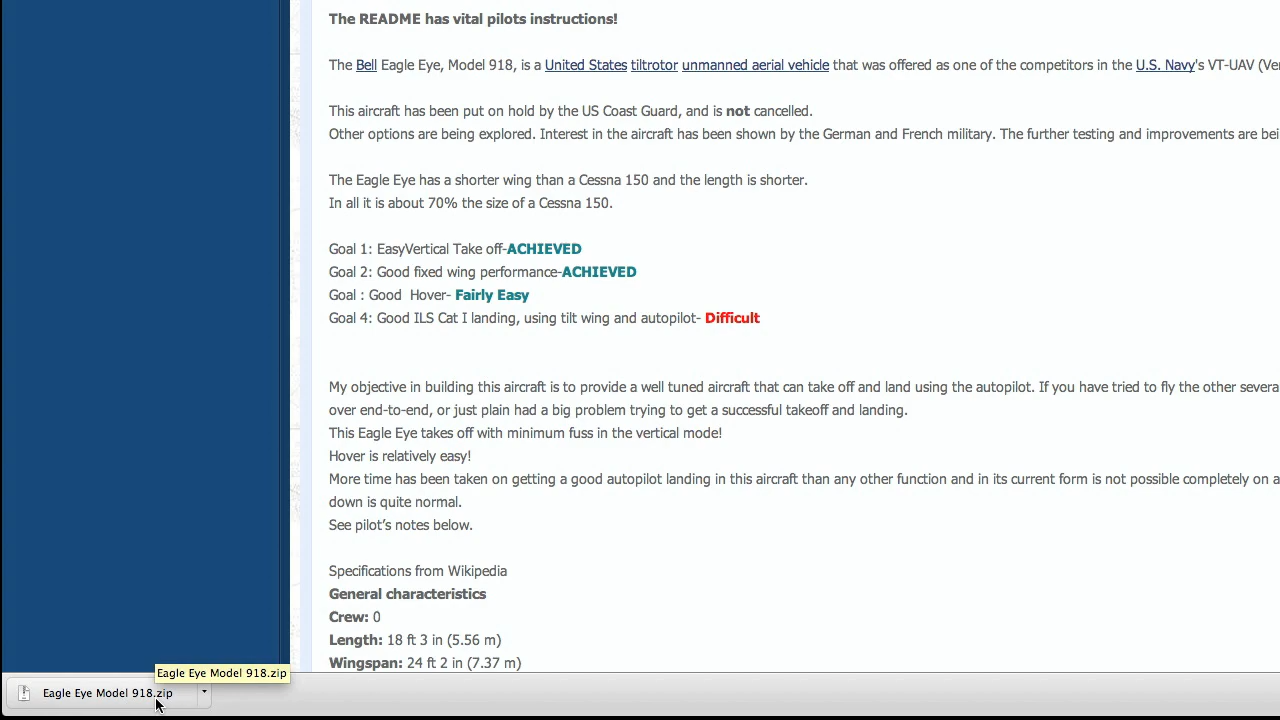 The README has vital pilots instructions!
The Bell Eagle Eye, Model 918, is a United States tiltrotor unmanned aerial vehicle that was offered as one of the competitors in the U.S. Navy's VT-UAV (Ver
This aircraft has been put on hold by the US Coast Guard, and is not cancelled.
Other options are being explored. Interest in the aircraft has been shown by the German and French military. The further testing and improvements are bei
The Eagle Eye has a shorter wing than a Cessna 150 and the length is shorter.
In all it is about 70% the size of a Cessna 150.
Goal 1: EasyVertical Take off-ACHIEVED
Goal 2: Good fixed wing performance-ACHIEVED
Goal : Good  Hover- Fairly Easy
Goal 4: Good ILS Cat I landing, using tilt wing and autopilot- Difficult
My objective in building this aircraft is to provide a well tuned aircraft that can take off and land using the autopilot. If you have tried to fly the other severa
over end-to-end, or just plain had a big problem trying to get a successful takeoff and landing.
This Eagle Eye takes off with minimum fuss in the vertical mode!
Hover is relatively easy!
More time has been taken on getting a good autopilot landing in this aircraft than any other function and in its current form is not possible completely on a
down is quite normal.
See pilot's notes below.
Specifications from Wikipedia
General characteristics
Crew: 0
Length: 18 ft 3 in (5.56 m)
Wingspan: 24 ft 2 in (7.37 m)
Eagle Eye Model 918.zip
Eagle Eye Model 918.zip